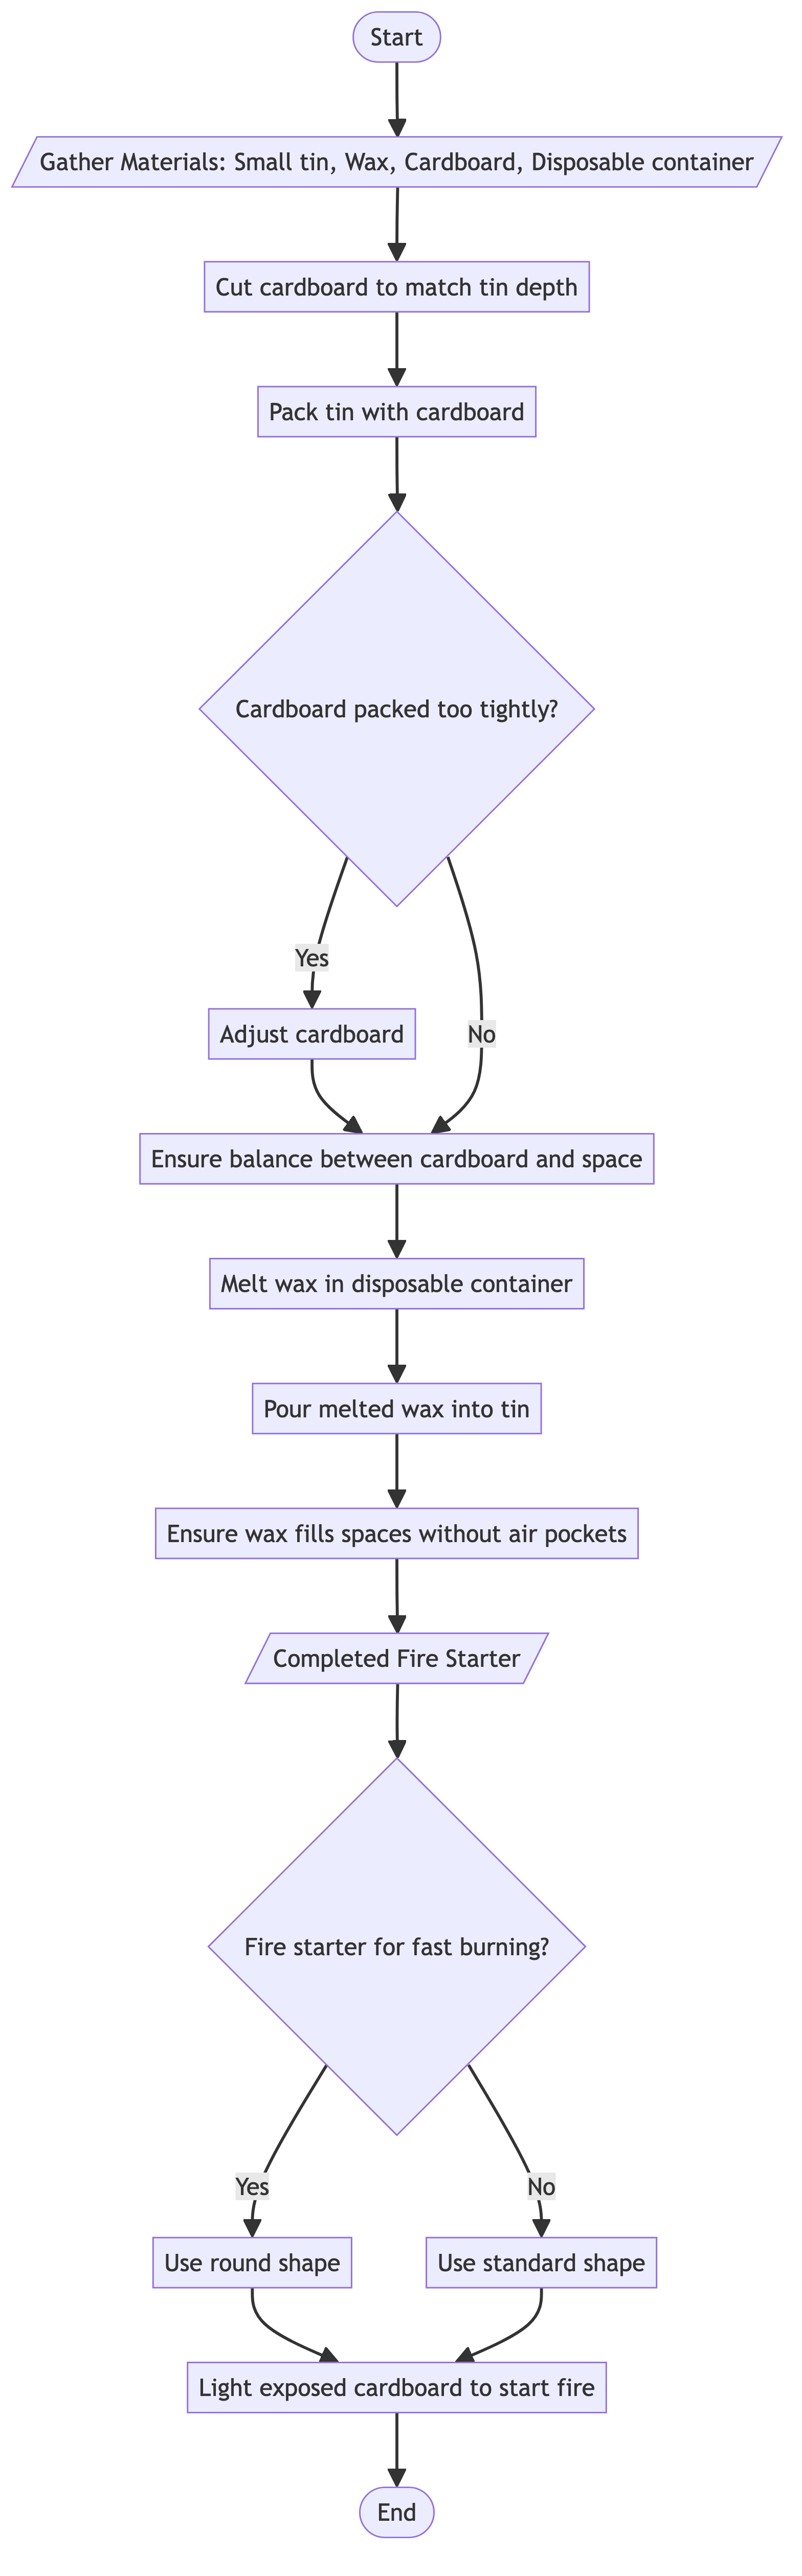 Start
Gather Materials: Small tin, Wax, Cardboard, Disposable container
Cut cardboard to match tin depth
Pack tin with cardboard
Cardboard packed too tightly?
Yes
Adjust cardboard
No
Ensure balance between cardboard and space
Melt wax in disposable container
Pour melted wax into tin
Ensure wax fills spaces without air pockets
Completed Fire Starter
Fire starter for fast burning?
Yes
No
Use round shape
Use standard shape
Light exposed cardboard to start fire
End